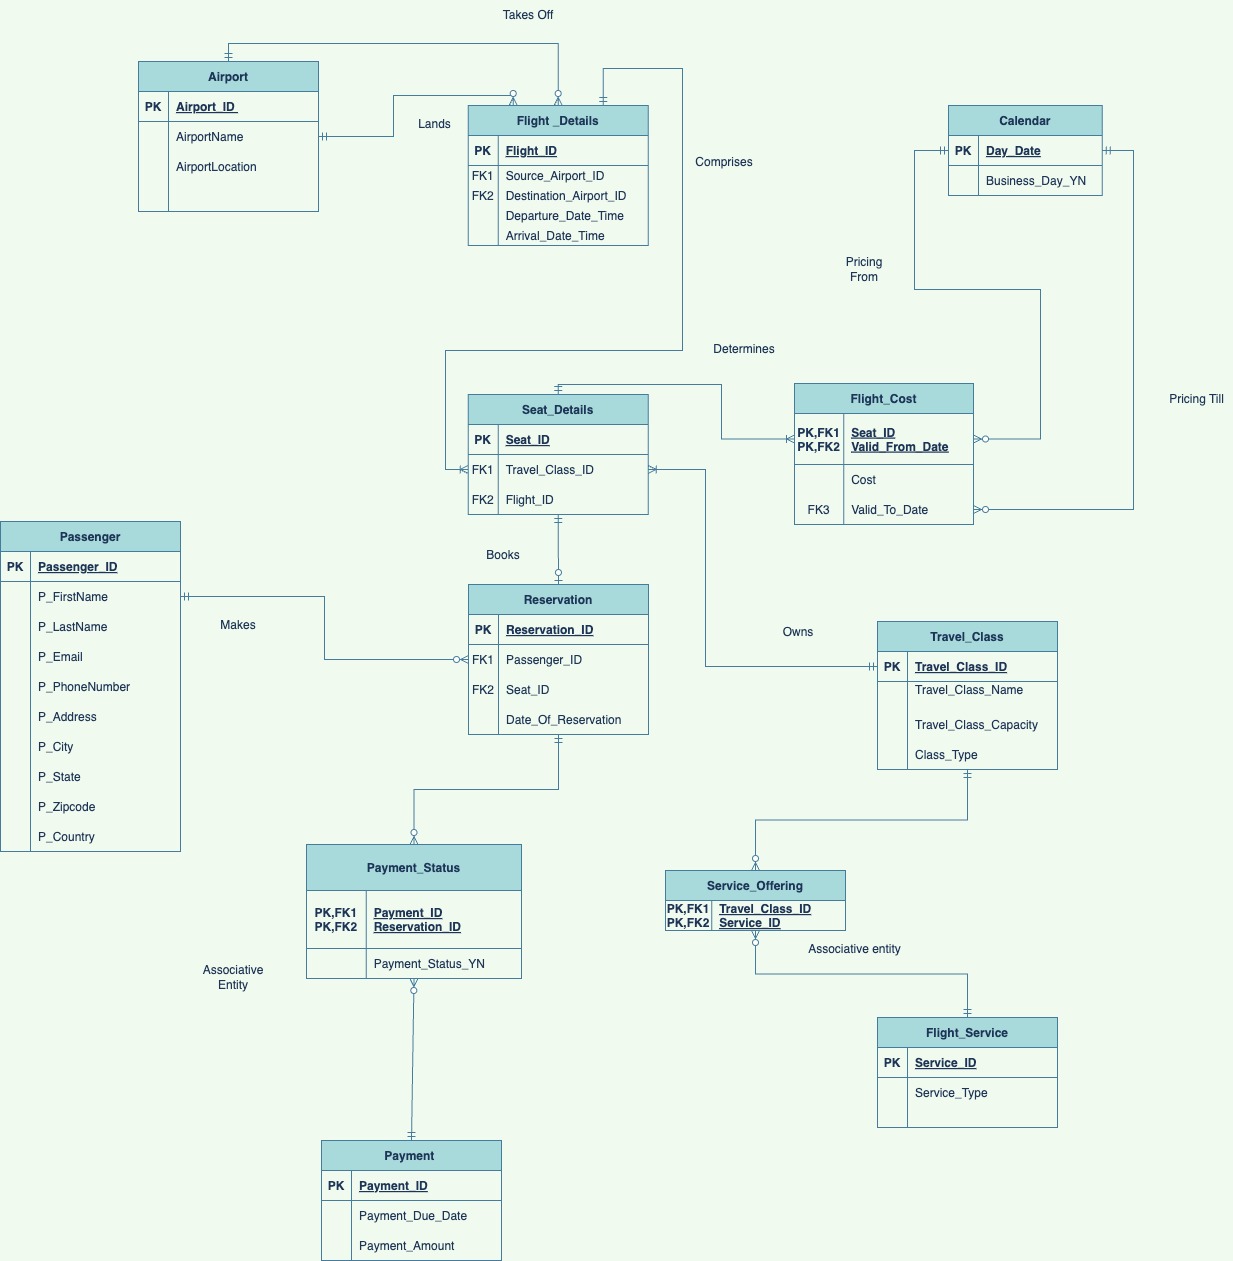 Takes Off
Airport
PK Airport_ID
AirportName
AirportLocation
Lands
Flight _Details
PK Flight_ID
FK1 Source_Airport_ID
FK2 Destination_Airport_ID
Departure_Date_Time
Arrival_Date_Time
Comprises
Calendar
PK Day_Date
Business_Day_YN
Pricing
From
Determines
Pricing Till
Seat_Details
PK Seat_ID
FK1 Travel_Class_ID
FK2 Flight_ID
Flight_Cost
PK,FK1 Seat_ID
PK,FK2 Valid_From_Date
Cost
FK3 Valid_To_Date
Passenger
PK Passenger_ID
P_FirstName
P_LastName
P_Email
P_PhoneNumber
P_Address
P_City
P_State
P_Zipcode
P_Country
Books
Makes
Reservation
PK Reservation_ID
FK1 Passenger_ID
FK2 Seat_ID
Date_Of_Reservation
Owns
Travel_Class
PK Travel_Class_ID
Travel_Class_Name
Travel_Class_Capacity
Class_Type
Payment_Status
PK,FK1 Payment_ID
PK,FK2 Reservation_ID
Payment_Status_YN
Associative
Entity
Service_Offering
PK,FK1 Travel_Class_ID
PK,FK2 Service_ID
Associative entity
Flight_Service
PK Service_ID
Service_Type
Payment
PK Payment_ID
Payment_Due_Date
Payment_Amount